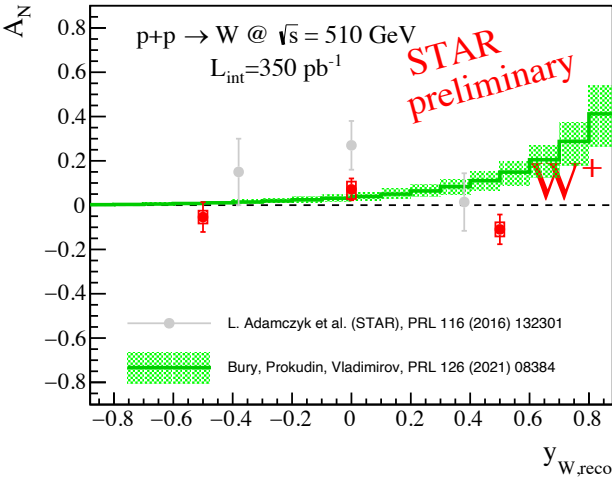 A_N
p+p → W @ √s = 510 GeV
L_int=350 pb^-1
STAR
preliminary
W+
0.8
0.6
0.4
0.2
0
−0.2
−0.4
−0.6
−0.8
L. Adamczyk et al. (STAR), PRL 116 (2016) 132301
Bury, Prokudin, Vladimirov, PRL 126 (2021) 08384
−0.8 −0.6 −0.4 −0.2 0 0.2 0.4 0.6 0.8
y_W,reco